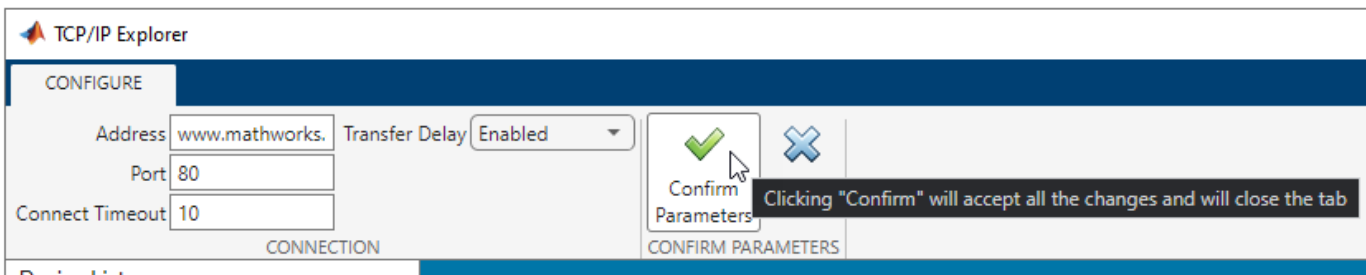 TCP/IP Explorer
CONFIGURE
Address www.mathworks. Transfer Delay Enabled
Port 80
Connect Timeout 10
Confirm
Parameters
Clicking "Confirm" will accept all the changes and will close the tab
CONNECTION
CONFIRM PARAMETERS